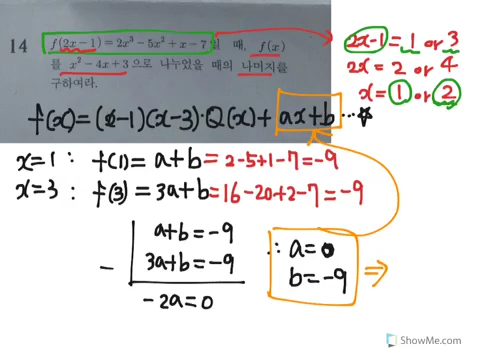 14 f(2x-1)=2x³-5x²+x-7일 때, f(x)
를 x²-4x+3으로 나누었을 때의 나머지를
구하여라.
2x-1=1 or 3
2x=2 or 4
x=1 or 2
f(x)=(x-1)(x-3)·Q(x)+ax+b ···☆
x=1 : f(1)=a+b=2-5+1-7=-9
x=3 : f(3)=3a+b=16-20+2-7=-9
a+b=-9
- 3a+b=-9
-2a=0
∴ a=0
b=-9 ⇒
ShowMe.com